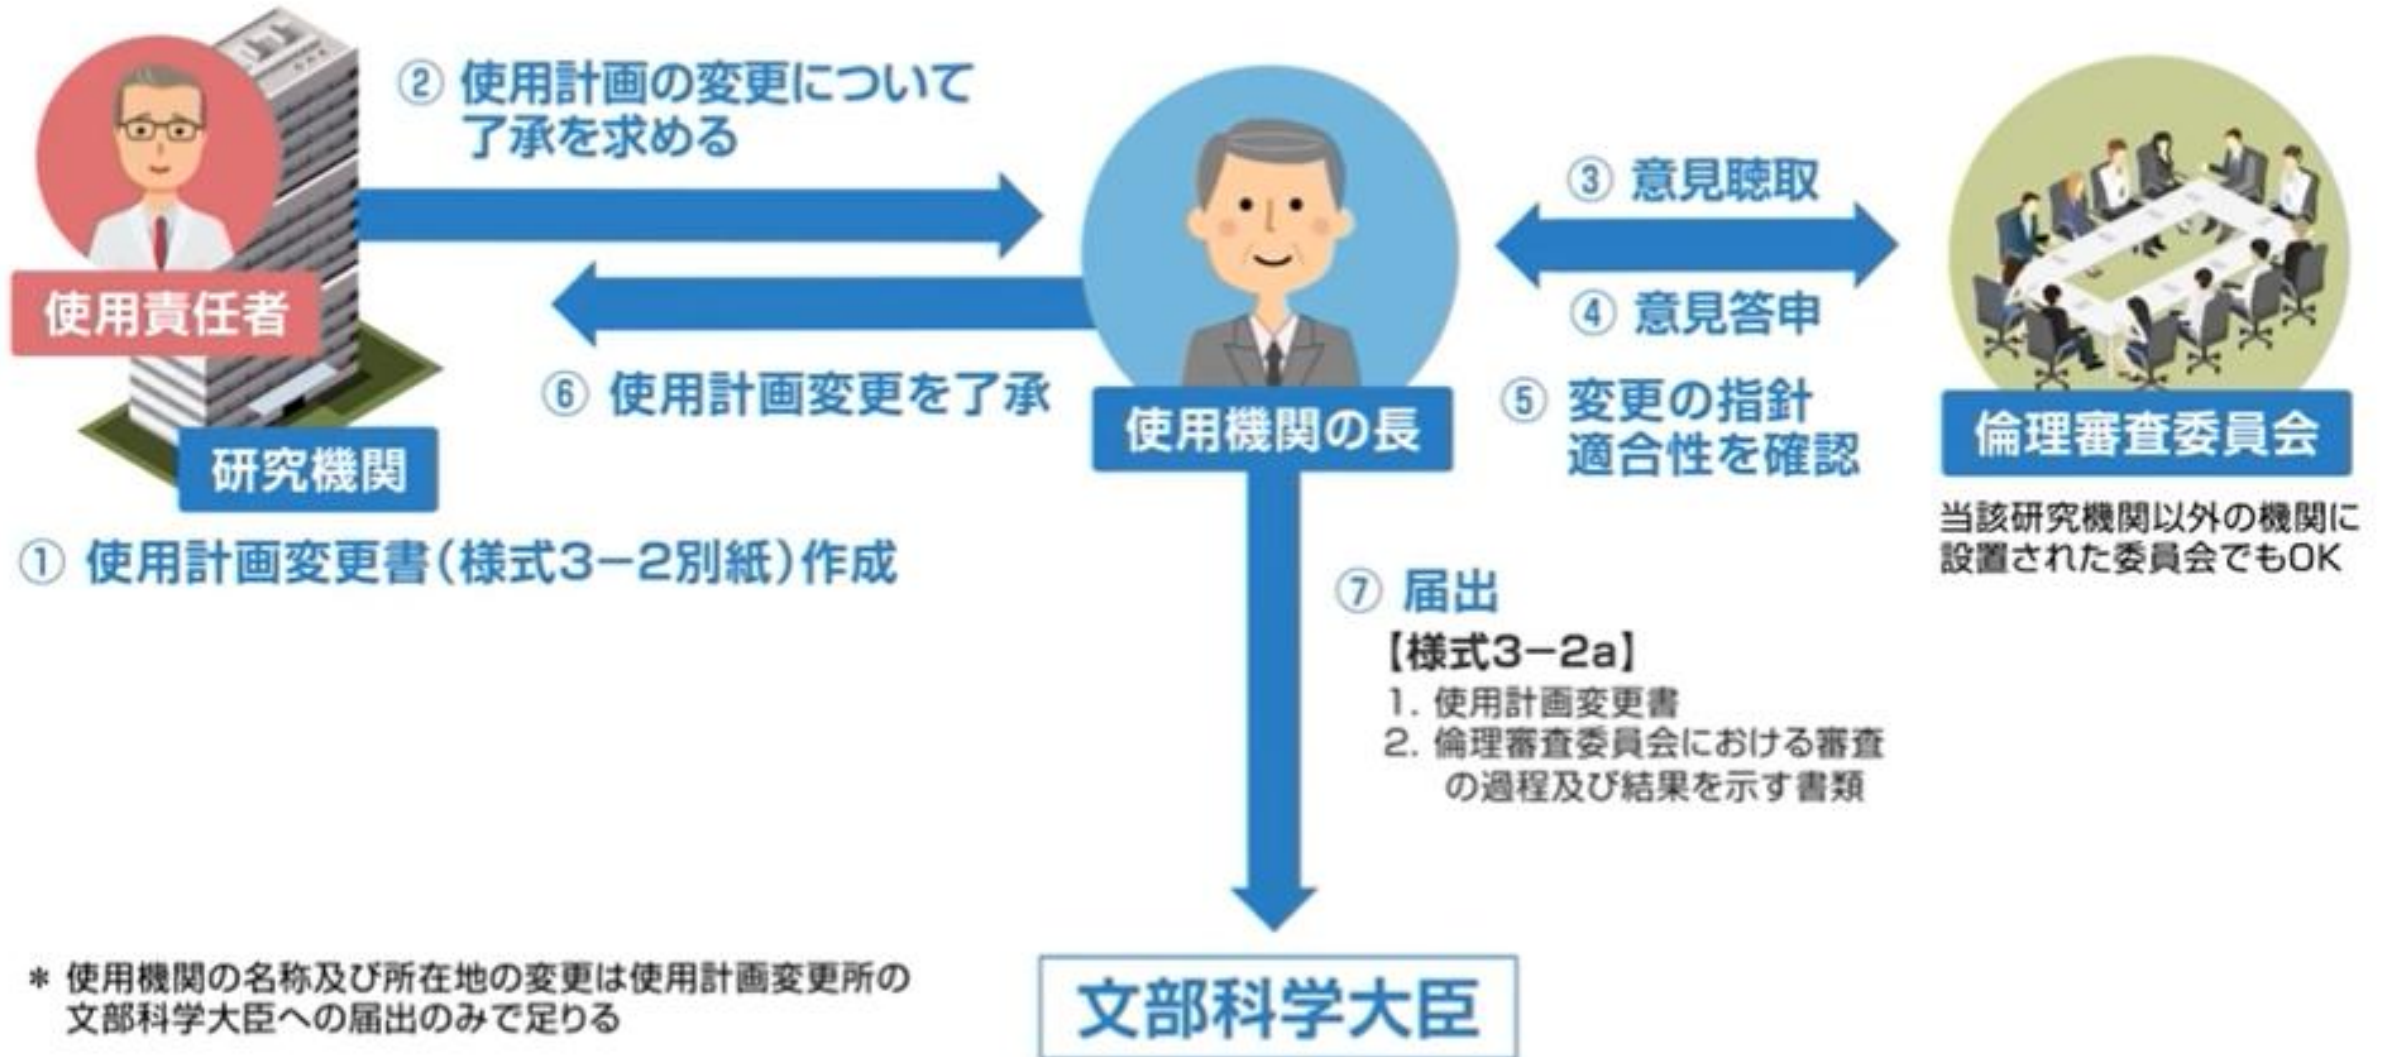 ② 使用計画の変更について
了承を求める
使用責任者
研究機関
① 使用計画変更書(様式3−2別紙)作成
⑥ 使用計画変更を了承
使用機関の長
③ 意見聴取
④ 意見答申
⑤ 変更の指針
適合性を確認
倫理審査委員会
当該研究機関以外の機関に
設置された委員会でもOK
⑦ 届出
【様式3−2a】
1. 使用計画変更書
2. 倫理審査委員会における審査
の過程及び結果を示す書類
文部科学大臣
* 使用機関の名称及び所在地の変更は使用計画変更所の
文部科学大臣への届出のみで足りる